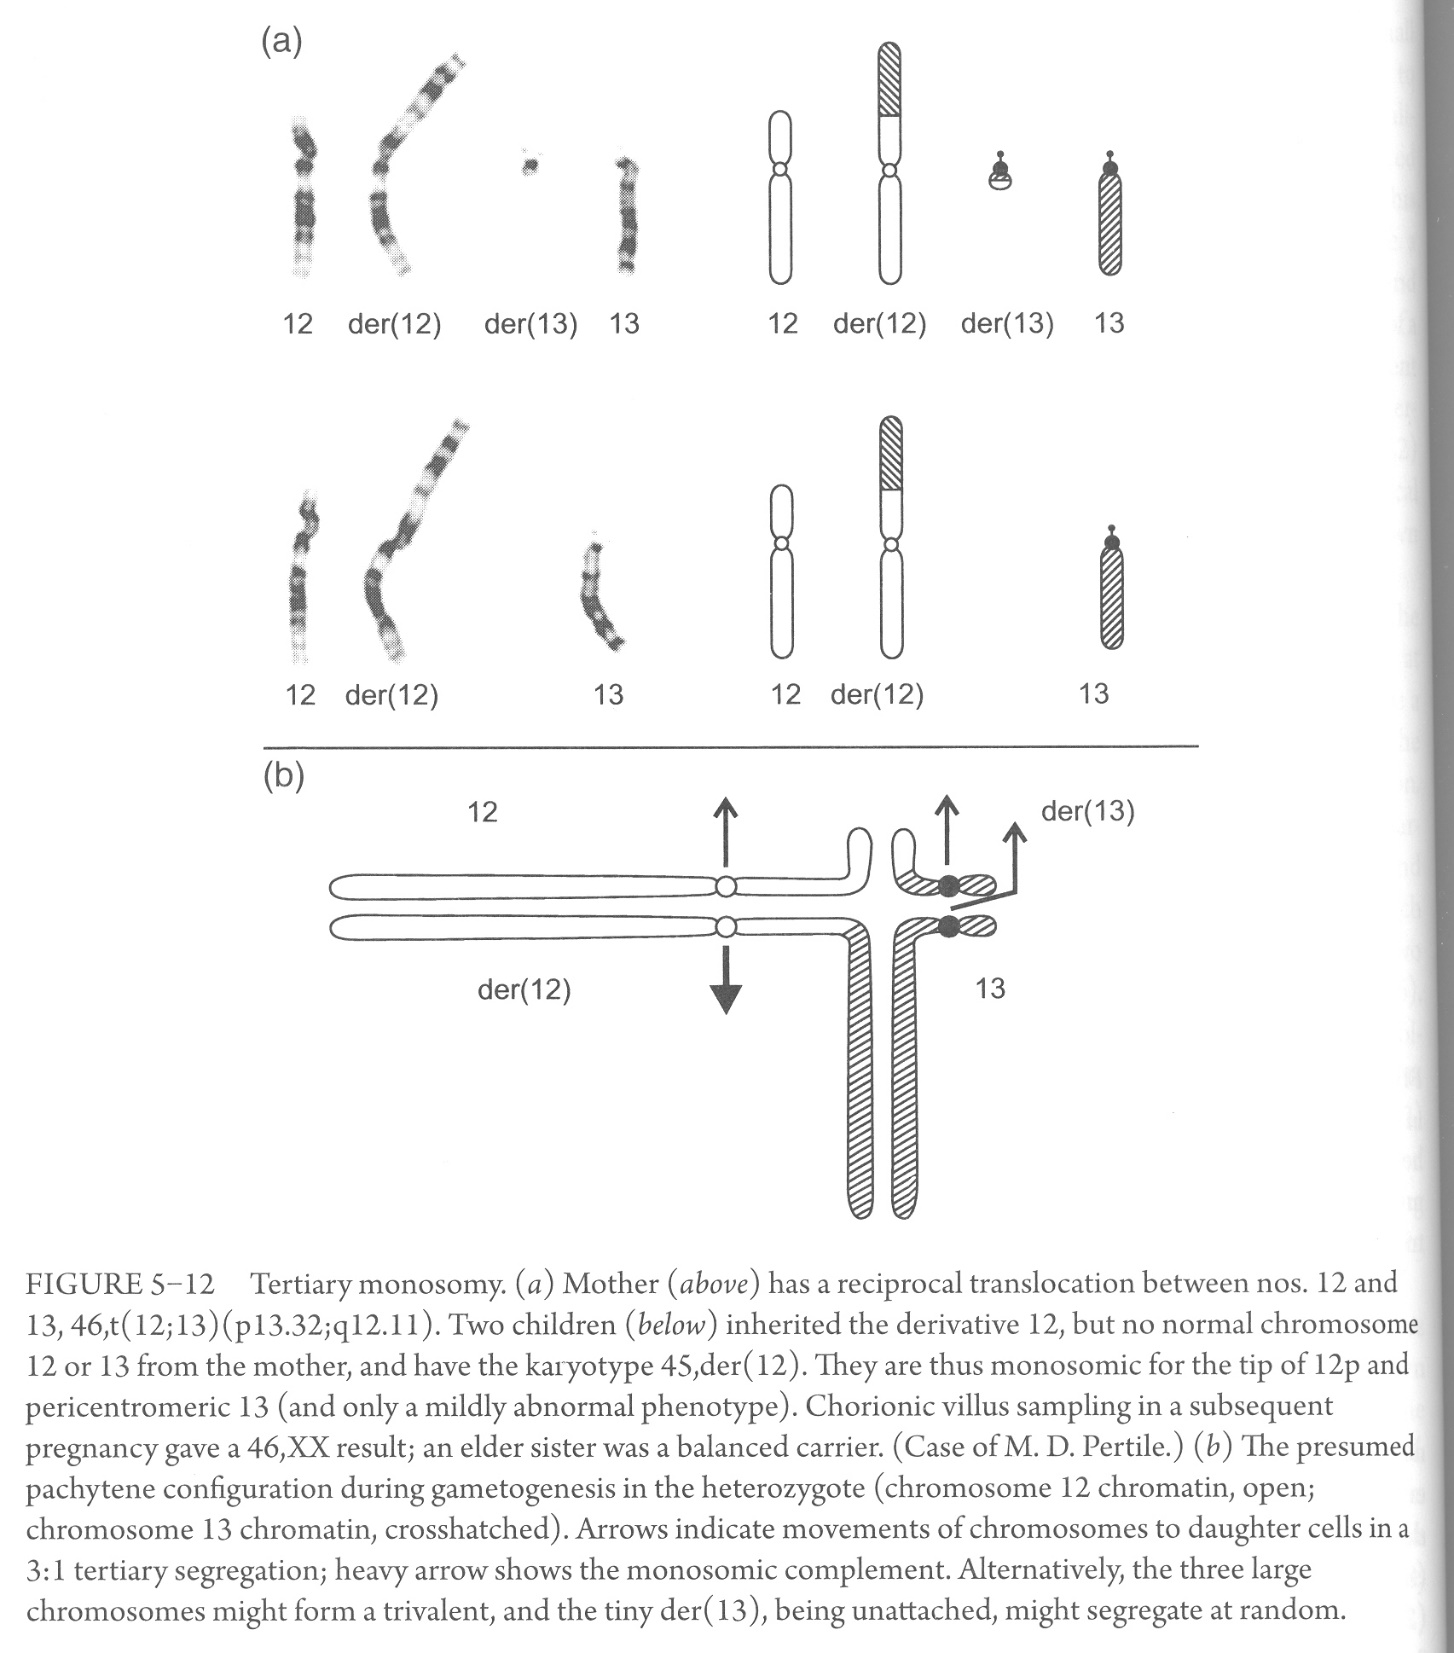 (a)
12 der(12) der(13) 13 12 der(12) der(13) 13
12 der(12) 13 12 der(12) 13
(b)
12
der(13)
der(12)
13
FIGURE 5–12 Tertiary monosomy. (a) Mother (above) has a reciprocal translocation between nos. 12 and
13, 46,t(12;13)(p13.32;q12.11). Two children (below) inherited the derivative 12, but no normal chromosome
12 or 13 from the mother, and have the karyotype 45,der(12). They are thus monosomic for the tip of 12p and
pericentromeric 13 (and only a mildly abnormal phenotype). Chorionic villus sampling in a subsequent
pregnancy gave a 46,XX result; an elder sister was a balanced carrier. (Case of M. D. Pertile.) (b) The presumed
pachytene configuration during gametogenesis in the heterozygote (chromosome 12 chromatin, open;
chromosome 13 chromatin, crosshatched). Arrows indicate movements of chromosomes to daughter cells in a
3:1 tertiary segregation; heavy arrow shows the monosomic complement. Alternatively, the three large
chromosomes might form a trivalent, and the tiny der(13), being unattached, might segregate at random.